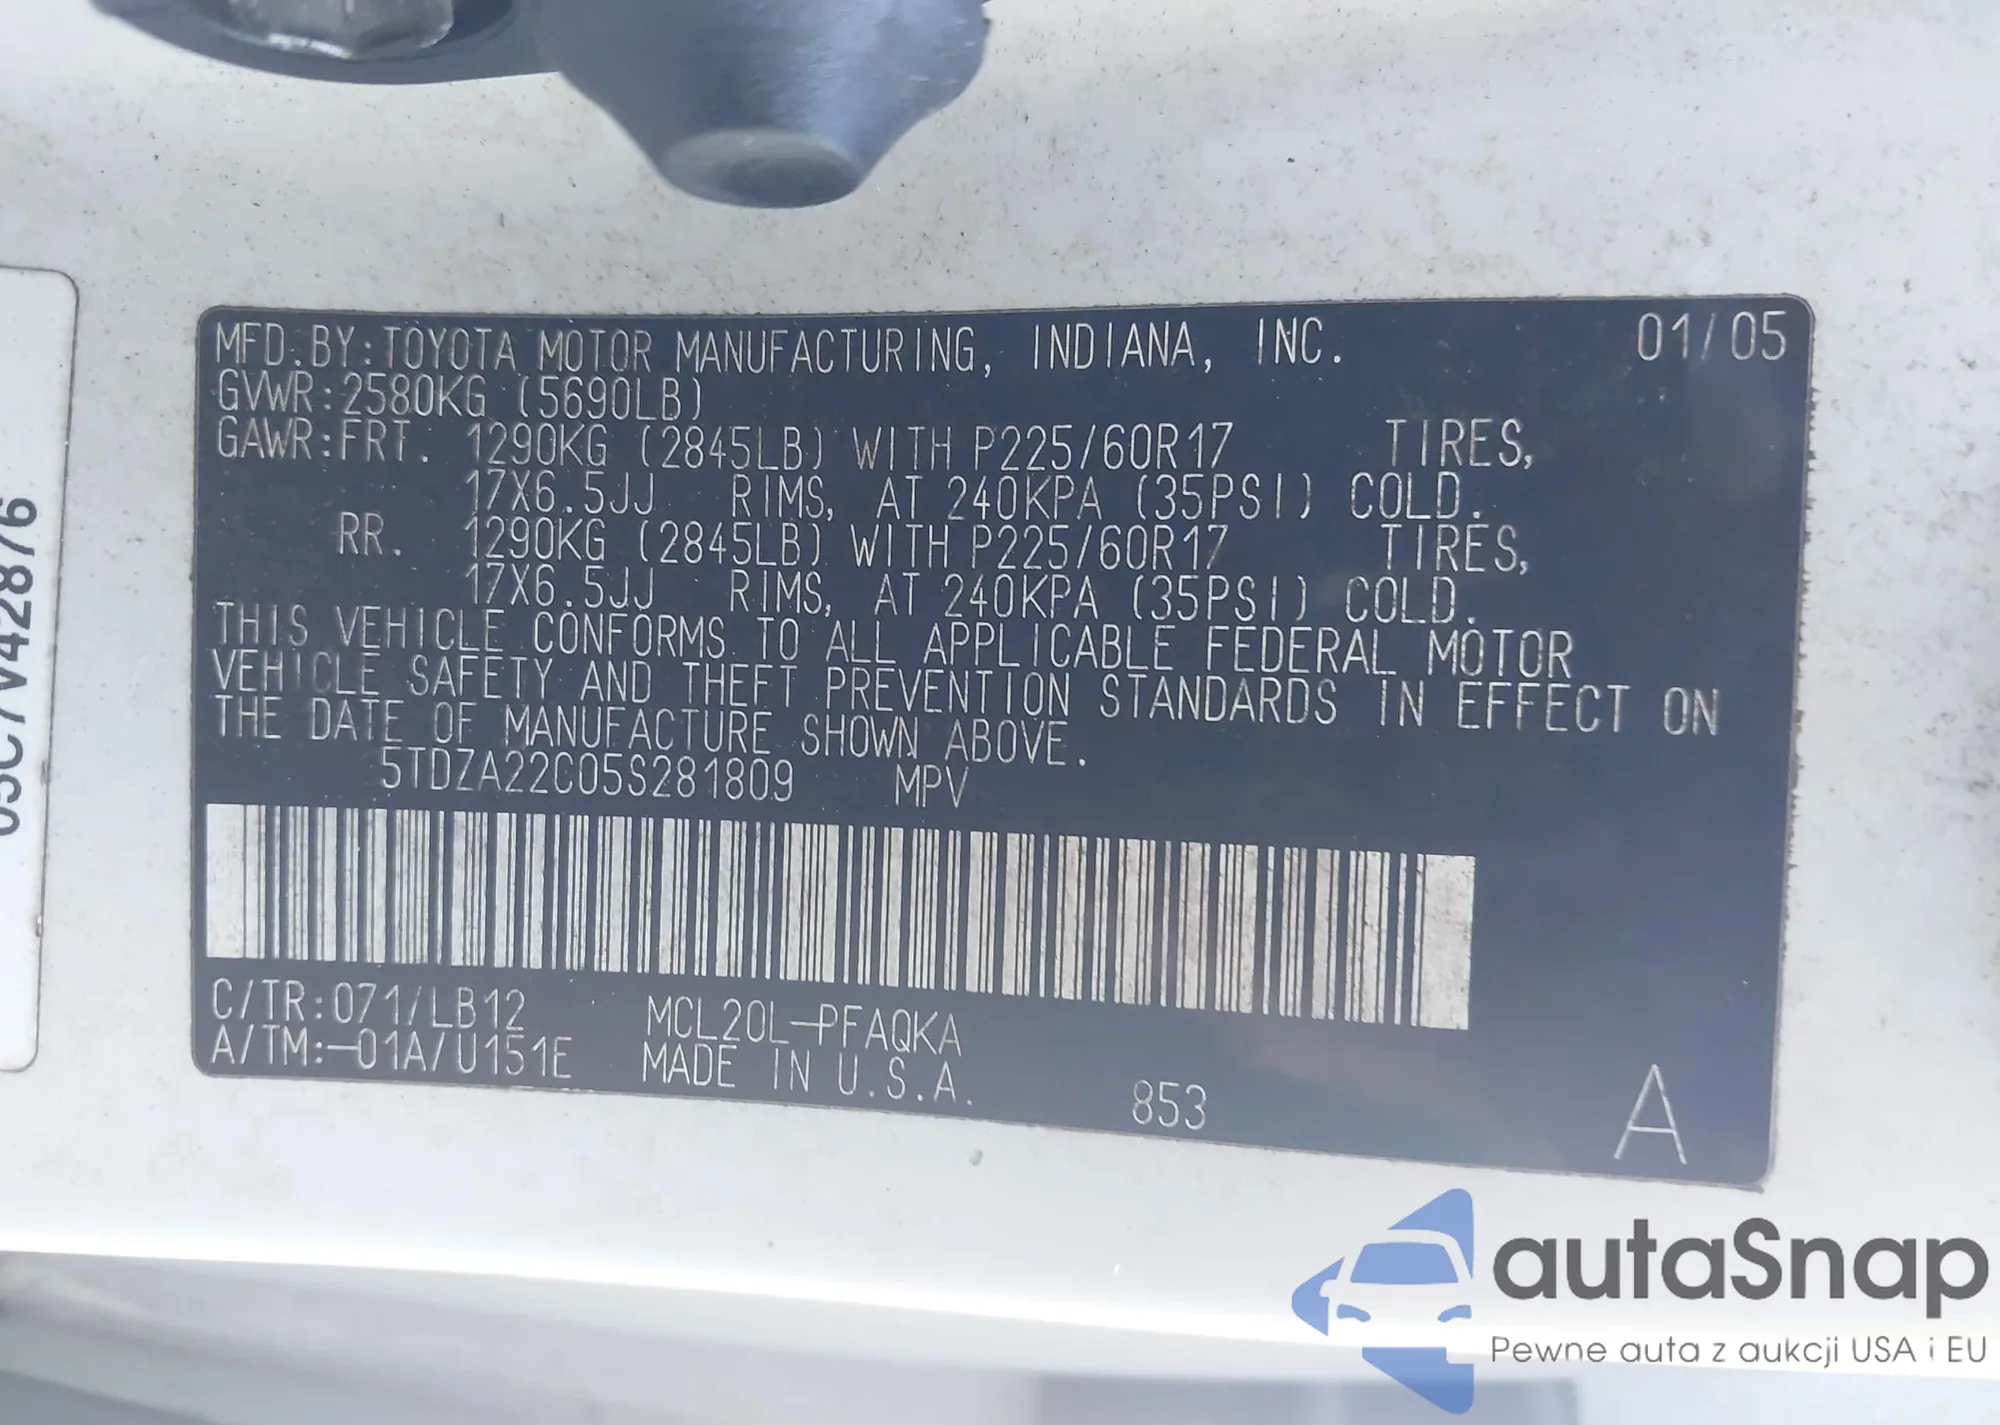 MFD. BY: TOYOTA MOTOR MANUFACTURING, INDIANA, INC. 01/05
GVWR: 2580KG (5690LB)
GAWR: FRT. 1290KG (2845LB) WITH P225/60R17 TIRES,
17X6.5JJ RIMS, AT 240KPA (35PSI) COLD.
RR. 1290KG (2845LB) WITH P225/60R17 TIRES,
17X6.5JJ RIMS, AT 240KPA (35PSI) COLD.
THIS VEHICLE CONFORMS TO ALL APPLICABLE FEDERAL MOTOR
VEHICLE SAFETY AND THEFT PREVENTION STANDARDS IN EFFECT ON
THE DATE OF MANUFACTURE SHOWN ABOVE.
5TDZA22C05S281809 MPV
C/TR: 071/LB12 MCL20L-PFAQKA
A/TM: -01A/U151E MADE IN U.S.A.
853 A
autaSnap
Pewne auta z aukcji USA i EU